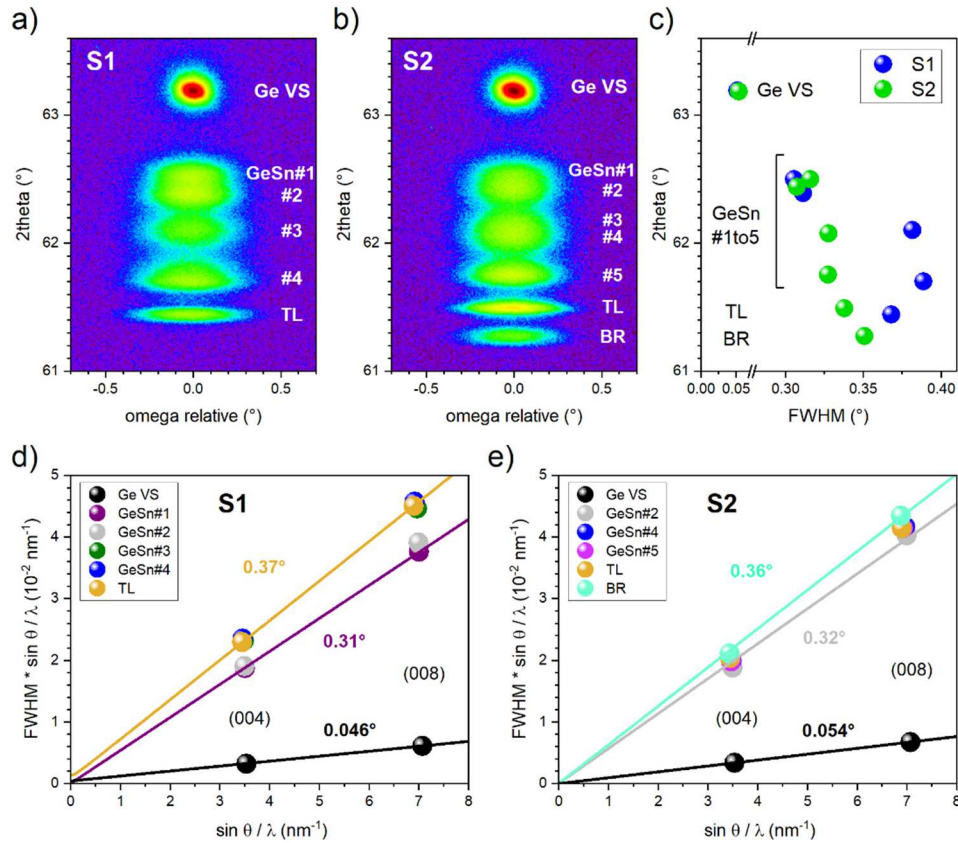 a)
S1
Ge VS
GeSn#1
#2
#3
#4
TL
2theta (°)
63
62
61
-0.5 0.0 0.5
omega relative (°)
b)
S2
Ge VS
GeSn#1
#2
#3
#4
#5
TL
BR
2theta (°)
63
62
61
-0.5 0.0 0.5
omega relative (°)
c)
S1
S2
Ge VS
GeSn
#1to5
TL
BR
2theta (°)
63
62
61
0.00 0.05 0.30 0.35 0.40
FWHM (°)
d)
S1
Ge VS
GeSn#1
GeSn#2
GeSn#3
GeSn#4
TL
0.37°
0.31°
0.046°
(004)
(008)
FWHM * sin θ / λ (10-2 nm-1)
5
4
3
2
1
0
0 1 2 3 4 5 6 7 8
sin θ / λ (nm-1)
e)
S2
Ge VS
GeSn#2
GeSn#4
GeSn#5
TL
BR
0.36°
0.32°
0.054°
(004)
(008)
FWHM * sin θ / λ (10-2 nm-1)
5
4
3
2
1
0
0 1 2 3 4 5 6 7 8
sin θ / λ (nm-1)